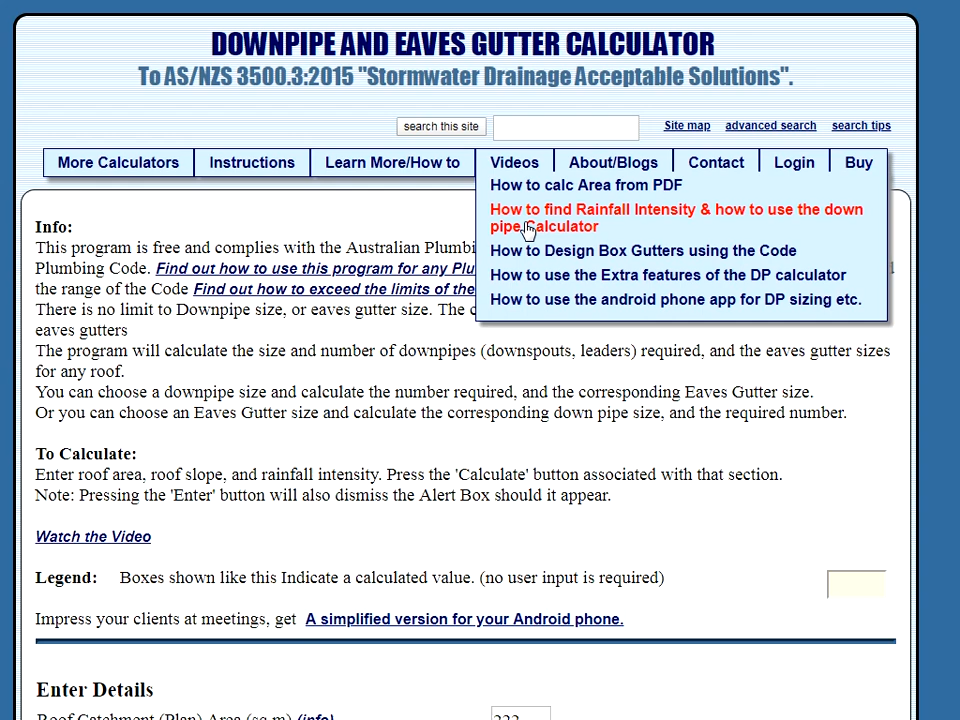 DOWNPIPE AND EAVES GUTTER CALCULATOR
To AS/NZS 3500.3:2015 "Stormwater Drainage Acceptable Solutions".
search this site Site map advanced search search tips
More Calculators Instructions Learn More/How to Videos About/Blogs Contact Login Buy
How to calc Area from PDF
How to find Rainfall Intensity & how to use the down
pipe Calculator
How to Design Box Gutters using the Code
How to use the Extra features of the DP calculator
How to use the android phone app for DP sizing etc.
Info:
This program is free and complies with the Australian Plumbi
Plumbing Code. Find out how to use this program for any Plu
the range of the Code Find out how to exceed the limits of the
There is no limit to Downpipe size, or eaves gutter size. The
eaves gutters
The program will calculate the size and number of downpipes (downspouts, leaders) required, and the eaves gutter sizes
for any roof.
You can choose a downpipe size and calculate the number required, and the corresponding Eaves Gutter size.
Or you can choose an Eaves Gutter size and calculate the corresponding down pipe size, and the required number.
To Calculate:
Enter roof area, roof slope, and rainfall intensity. Press the 'Calculate' button associated with that section.
Note: Pressing the 'Enter' button will also dismiss the Alert Box should it appear.
Watch the Video
Legend: Boxes shown like this Indicate a calculated value. (no user input is required)
Impress your clients at meetings, get A simplified version for your Android phone.
Enter Details
Roof Catchment (Plan) Area (sq m) (info) 222